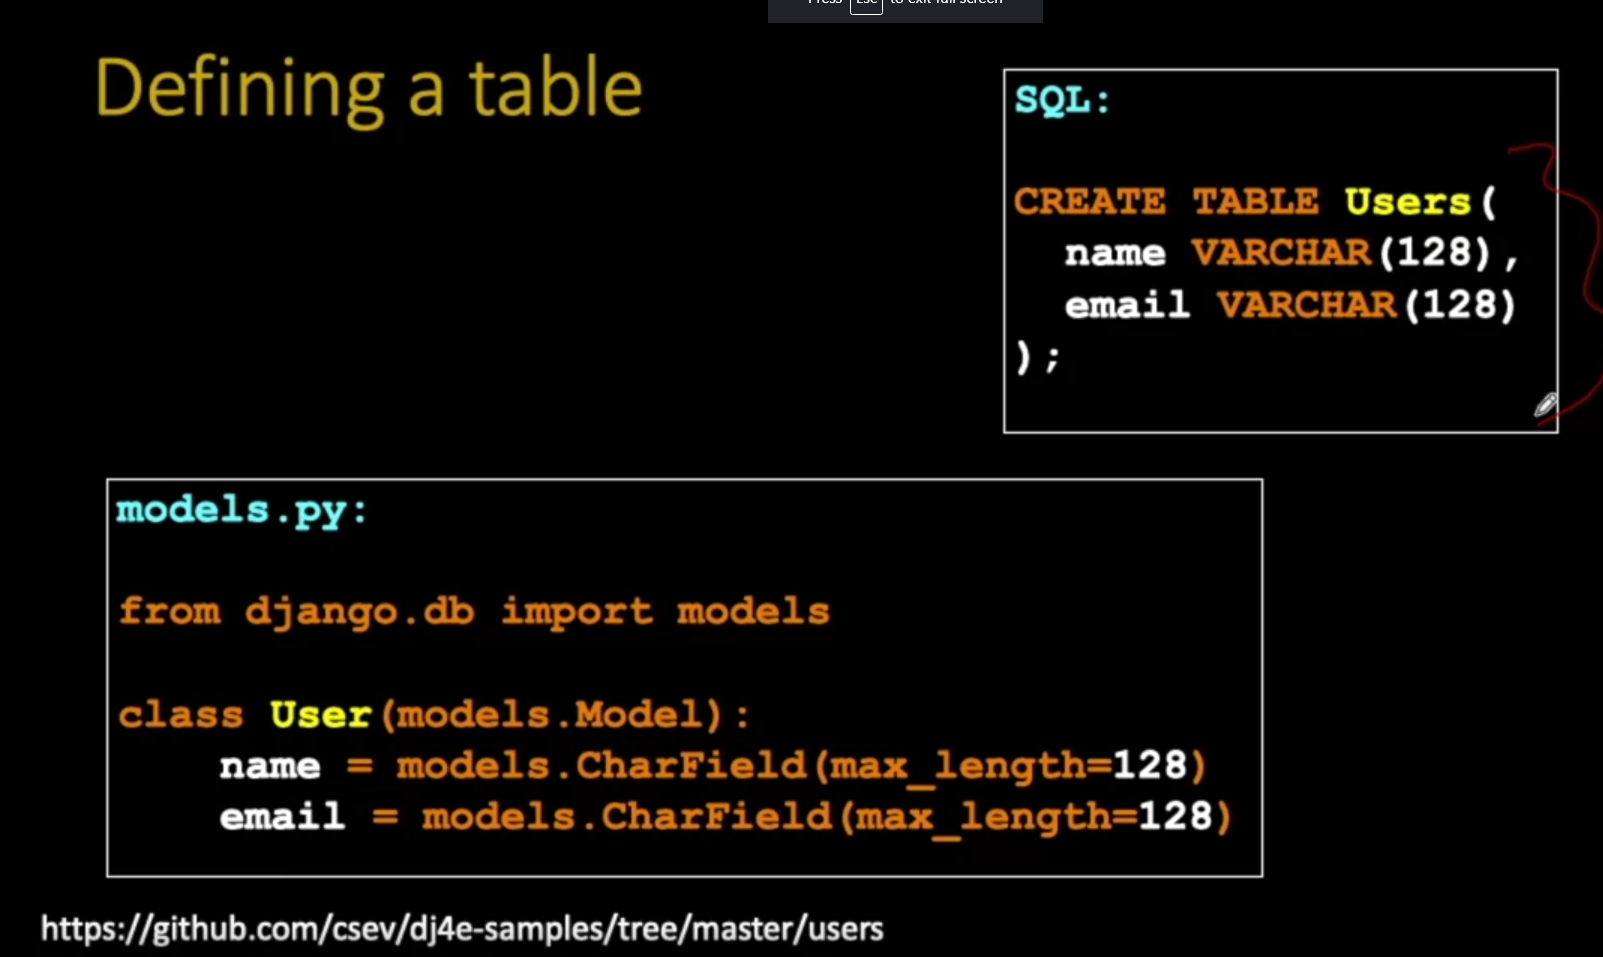 Press Esc to exit full screen
Defining a table
SQL:
CREATE TABLE Users(
name VARCHAR(128),
email VARCHAR(128)
);
models.py:
from django.db import models
class User(models.Model):
name = models.CharField(max_length=128)
email = models.CharField(max_length=128)
https://github.com/csev/dj4e-samples/tree/master/users